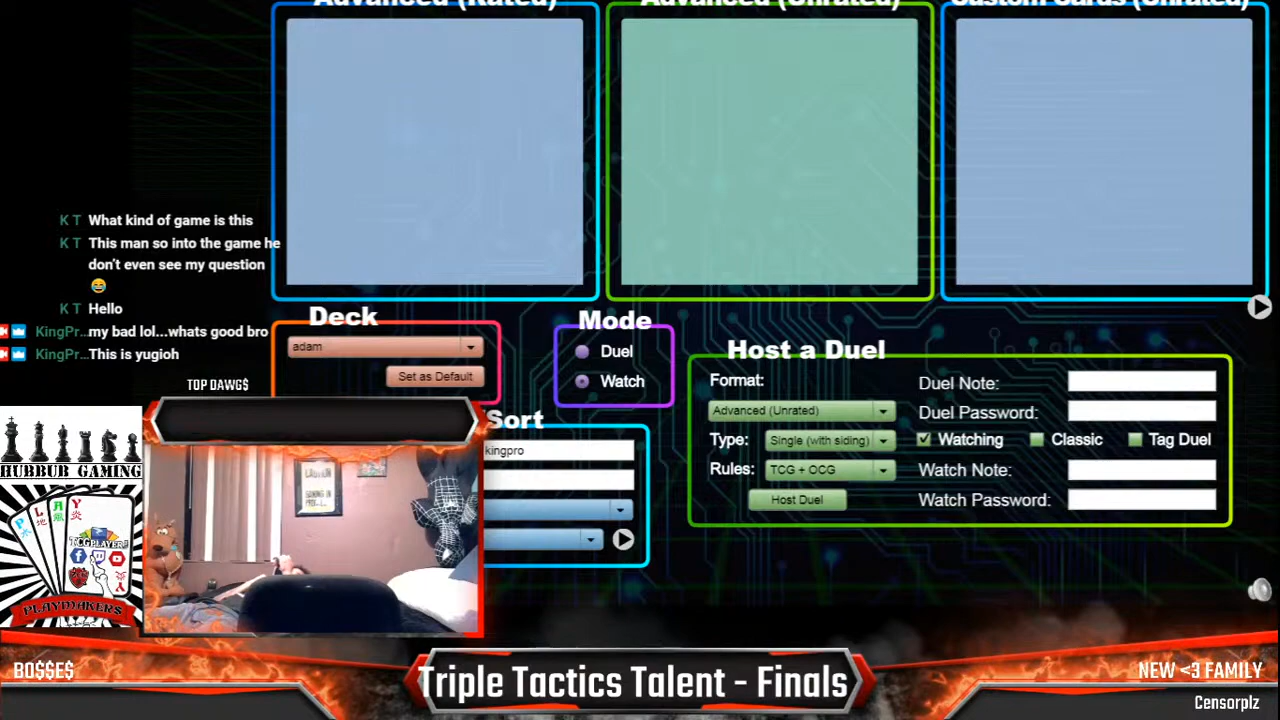 Advanced (Rated)
Advanced (Unrated)
Custom Cards (Unrated)
K T What kind of game is this
K T This man so into the game he
don't even see my question
😂
K T Hello
KingPr... my bad lol...whats good bro
KingPr... This is yugioh
Deck
adam
Set as Default
Mode
Duel
Watch
Sort
kingpro
Host a Duel
Format:
Advanced (Unrated)
Type:
Single (with siding)
Rules:
TCG + OCG
Host Duel
Duel Note:
Duel Password:
Watching
Classic
Tag Duel
Watch Note:
Watch Password:
TOP DAWG$
HUBBUR GAMING
P L A Y
TCGPLAYER
PLAYMAKERS
CAUTION
BO$$E$
Triple Tactics Talent - Finals
NEW <3 FAMILY
Censorplz